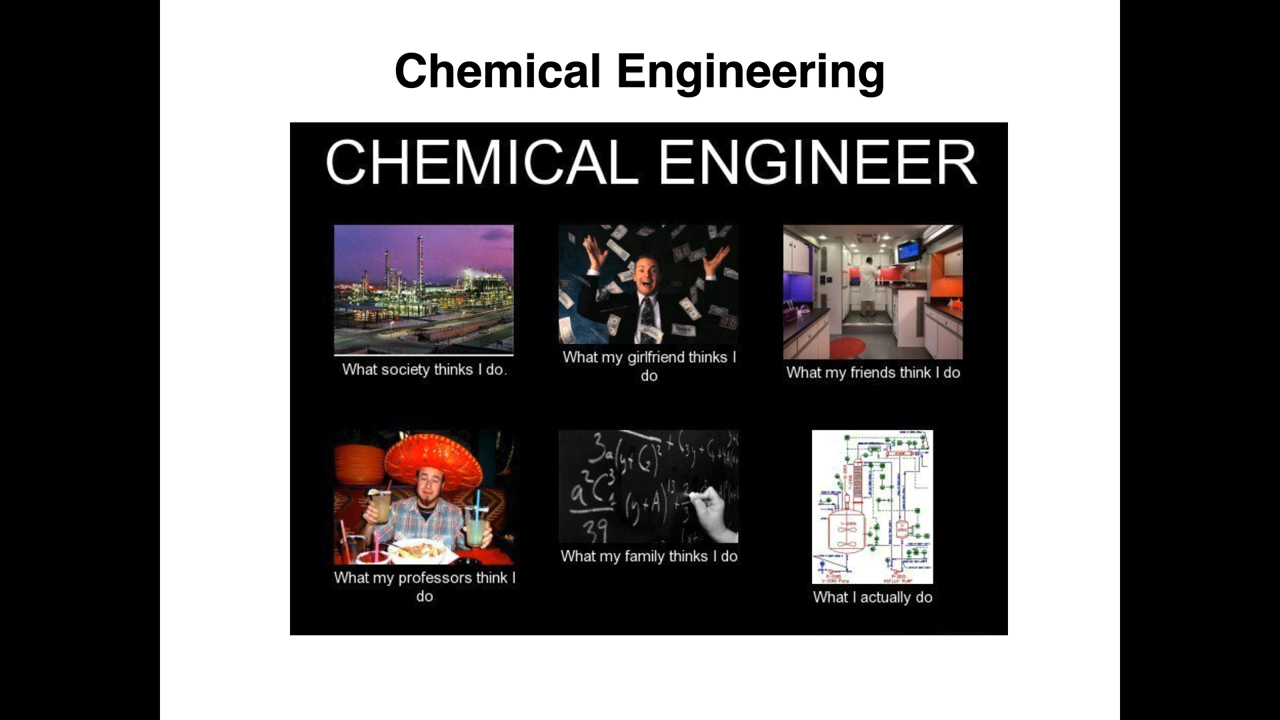 Chemical Engineering
CHEMICAL ENGINEER
What society thinks I do.
What my girlfriend thinks I
do
What my friends think I do
What my professors think I
do
What my family thinks I do
What I actually do